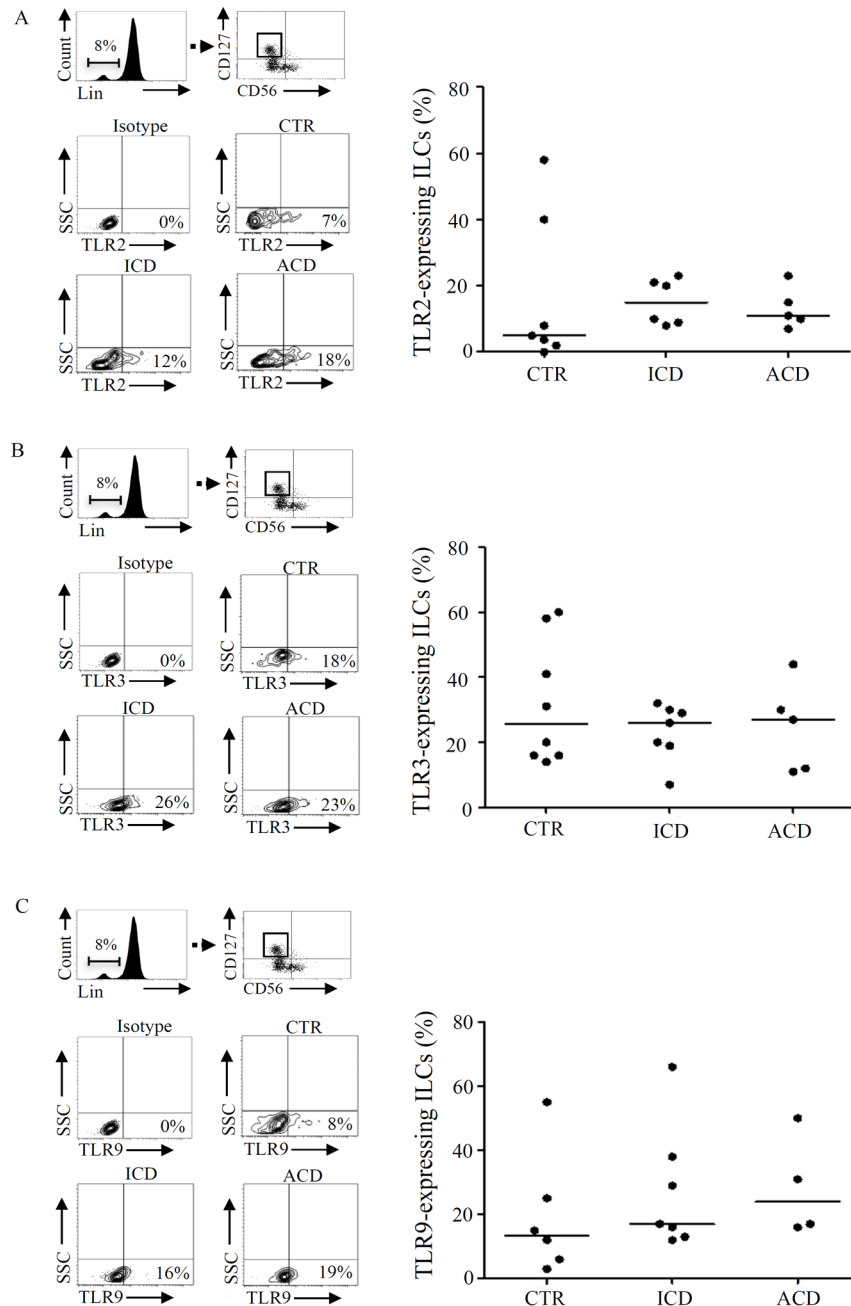 A
Count
8%
Lin
CD127
CD56
Isotype
SSC
0%
TLR2
CTR
SSC
7%
TLR2
ICD
SSC
12%
TLR2
ACD
SSC
18%
TLR2
TLR2-expressing ILCs (%)
80
60
40
20
0
CTR
ICD
ACD
B
Count
8%
Lin
CD127
CD56
Isotype
SSC
0%
TLR3
CTR
SSC
18%
TLR3
ICD
SSC
26%
TLR3
ACD
SSC
23%
TLR3
TLR3-expressing ILCs (%)
80
60
40
20
0
CTR
ICD
ACD
C
Count
8%
Lin
CD127
CD56
Isotype
SSC
0%
TLR9
CTR
SSC
8%
TLR9
ICD
SSC
16%
TLR9
ACD
SSC
19%
TLR9
TLR9-expressing ILCs (%)
80
60
40
20
0
CTR
ICD
ACD